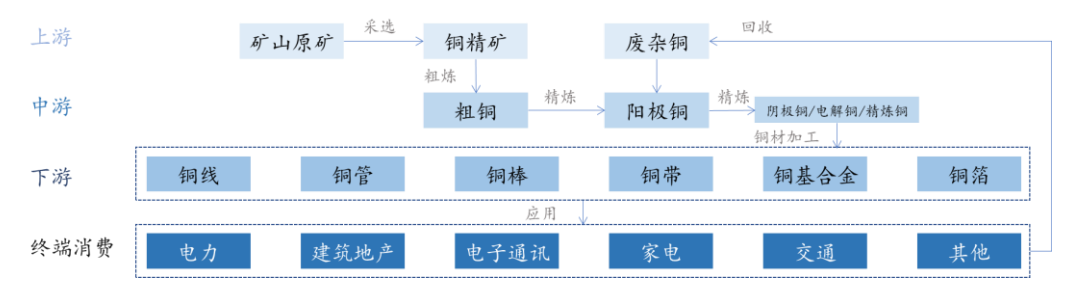 上游
矿山原矿
采选
铜精矿
废杂铜
回收
粗炼
中游
粗铜
精炼
阳极铜
精炼
阴极铜/电解铜/精炼铜
铜材加工
下游
铜线
铜管
铜棒
铜带
铜基合金
铜箔
应用
终端消费
电力
建筑地产
电子通讯
家电
交通
其他